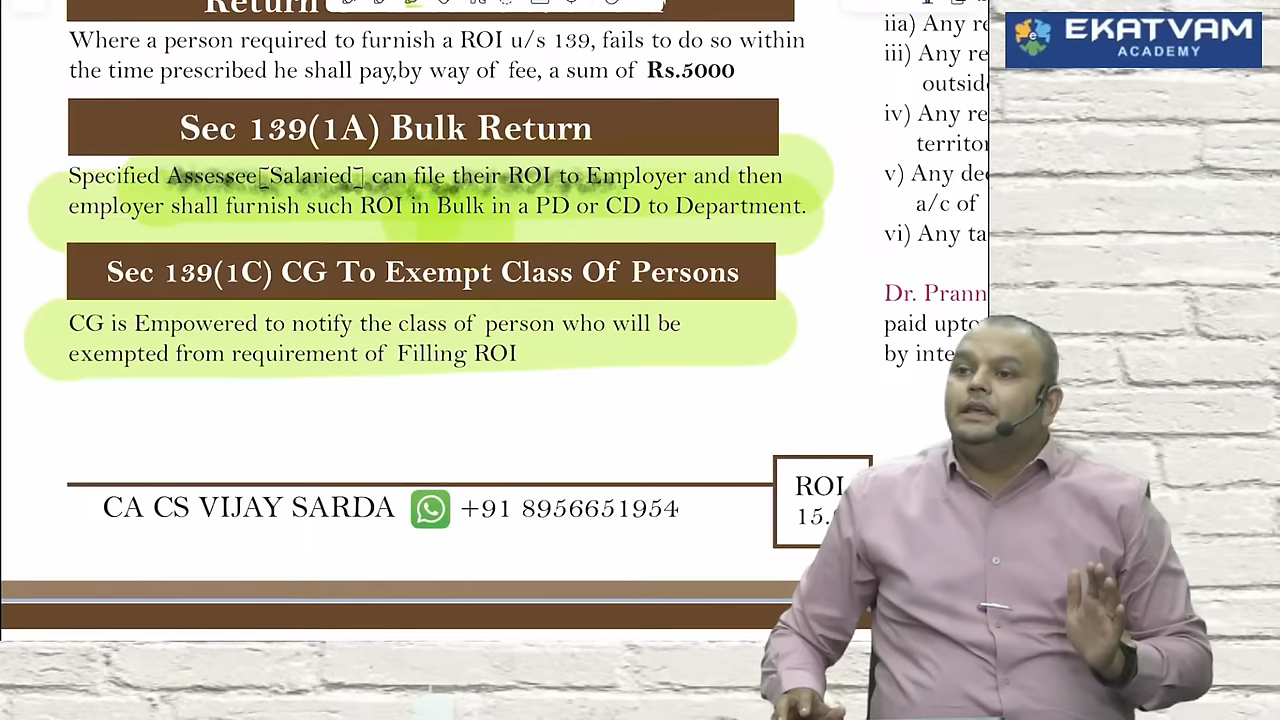 Return
Where a person required to furnish a ROI u/s 139, fails to do so within
the time prescribed he shall pay,by way of fee, a sum of Rs.5000
Sec 139(1A) Bulk Return
Specified Assessee[Salaried] can file their ROI to Employer and then
employer shall furnish such ROI in Bulk in a PD or CD to Department.
Sec 139(1C) CG To Exempt Class Of Persons
CG is Empowered to notify the class of person who will be
exempted from requirement of Filling ROI
CA CS VIJAY SARDA +91 8956651954
ROI
15.
iia) Any re
iii) Any re
outsid
iv) Any re
territor
v) Any de
a/c of
vi) Any ta
Dr. Prann
paid upto
by inte
EKATVAM
ACADEMY